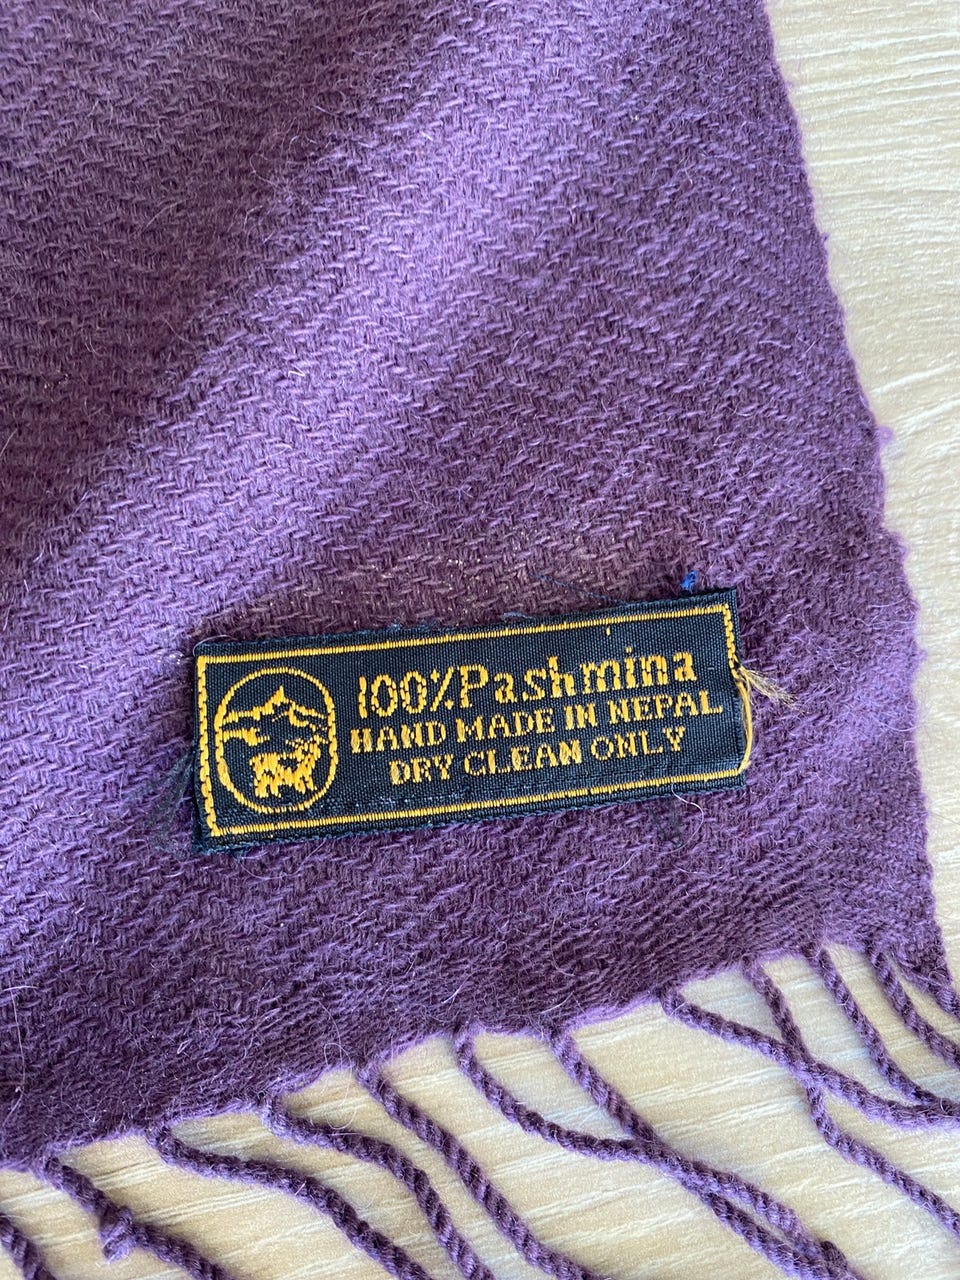 100%Pashmina
HAND MADE IN NEPAL
DRY CLEAN ONLY